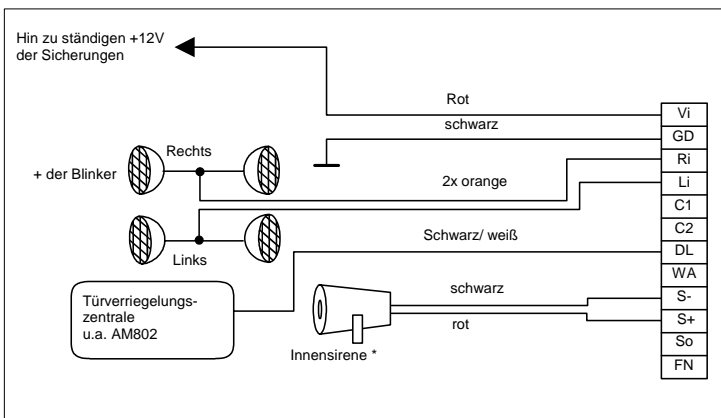 Hin zu ständigen +12V
der Sicherungen
Rot
schwarz
Rechts
+ der Blinker
2x orange
Links
Schwarz/ weiß
Türverriegelungs-
zentrale
u.a. AM802
schwarz
rot
Innensirene *
Vi
GD
Ri
Li
C1
C2
DL
WA
S-
S+
So
FN